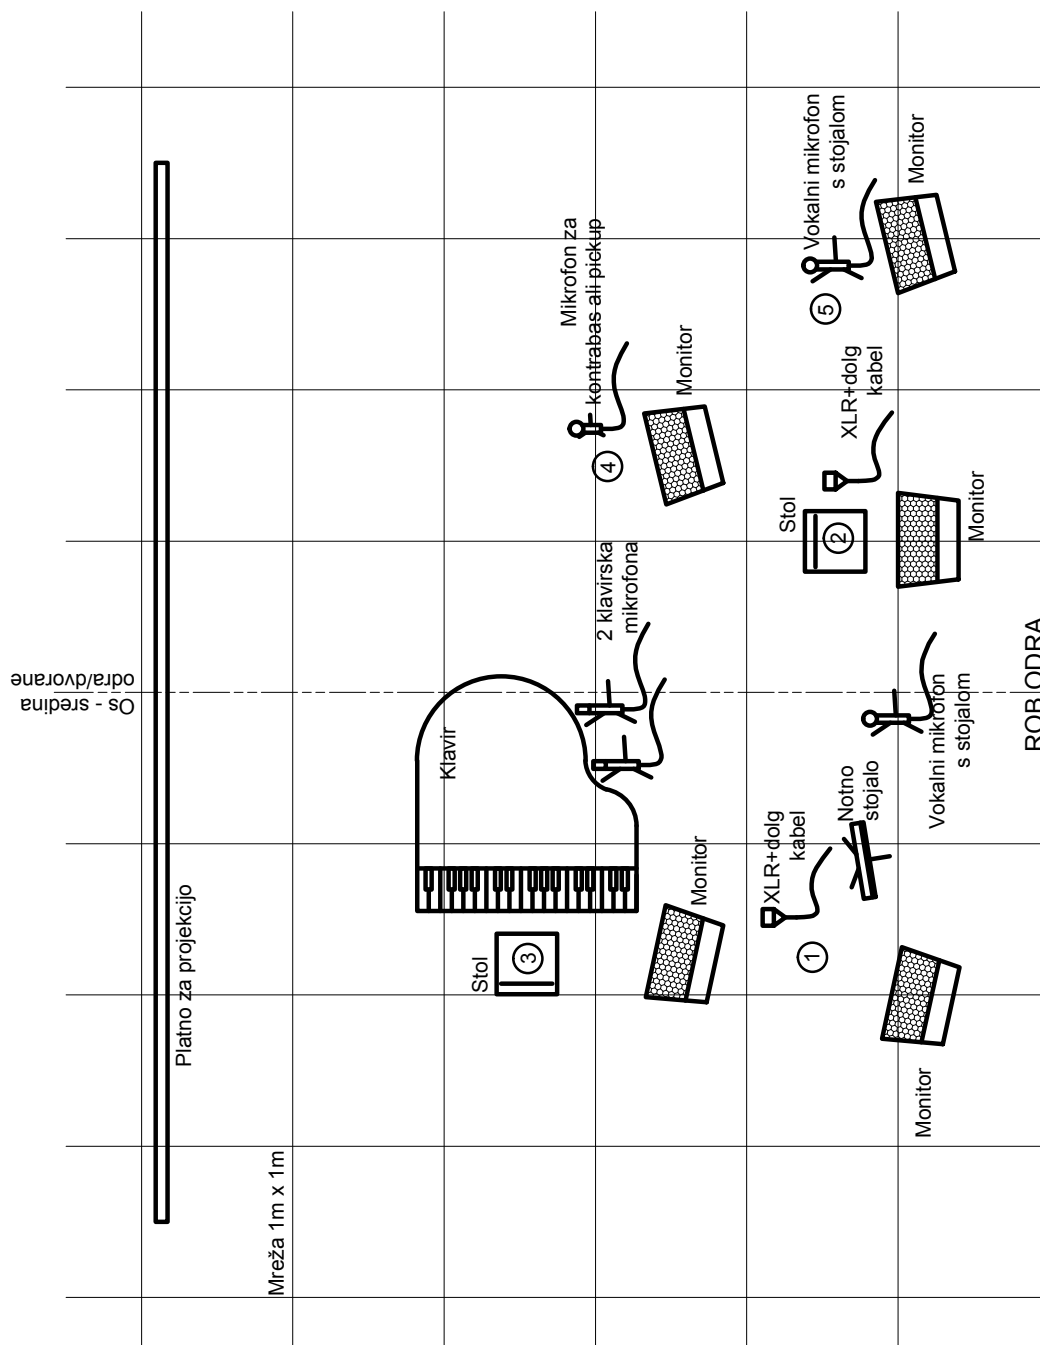 Os - sredina
odra/dvorane
Platno za projekcijo
Mreža 1m x 1m
Klavir
Stol
3
Monitor
2 klavirska
mikrofona
Mikrofon za
kontrabas ali pickup
4
Monitor
XLR+dolg
kabel
1
Notno
stojalo
Monitor
Vokalni mikrofon
s stojalom
Stol
2
XLR+dolg
kabel
Monitor
Vokalni mikrofon
s stojalom
5
Monitor
ROB ODRA